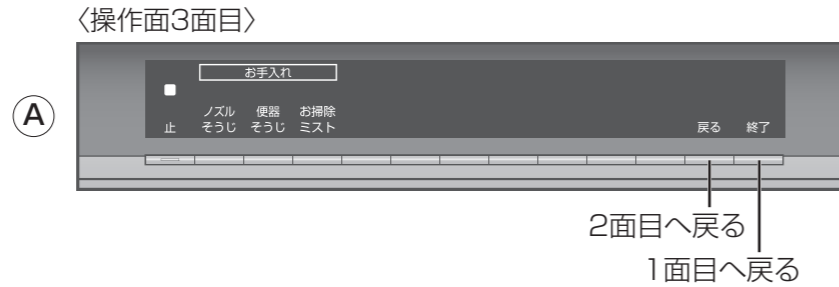 〈操作面3面目〉
A
お手入れ
ノズル 便器 お掃除
止 そうじ そうじ ミスト 戻る 終了
2面目へ戻る
1面目へ戻る